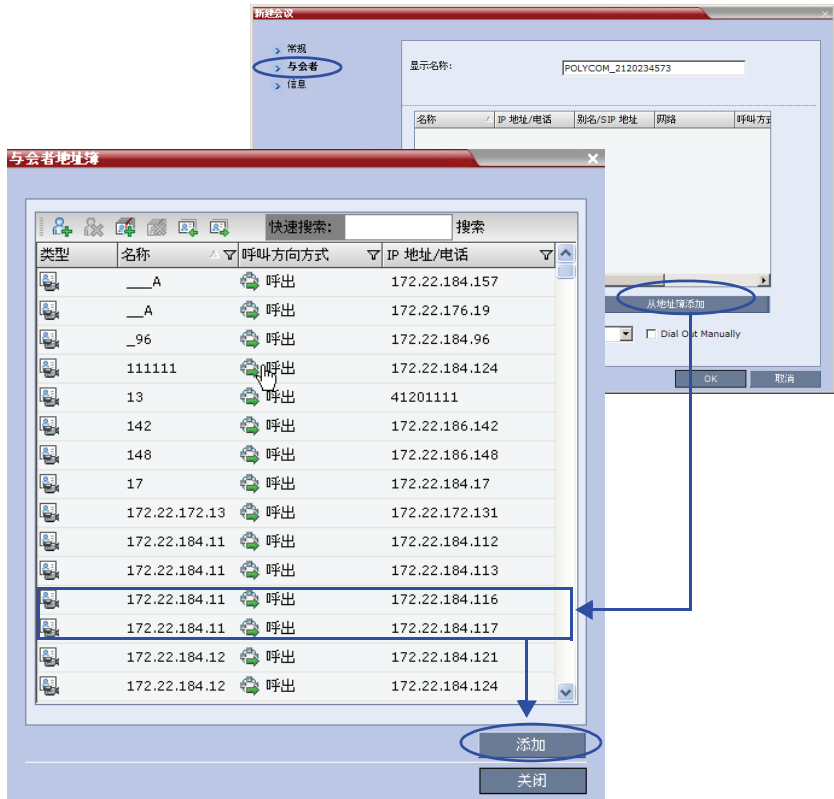 新建会议
常规
与会者
信息
显示名称:
POLYCOM_2120234573
名称 IP 地址/电话 别名/SIP 地址 网络 呼叫方式
从地址簿添加
Dial Out Manually
OK 取消
与会者地址簿
快速搜索: 搜索
类型 名称 呼叫方向方式 IP 地址/电话
___A 呼出 172.22.184.157
__A 呼出 172.22.176.19
_96 呼出 172.22.184.96
111111 呼出 172.22.184.124
13 呼出 41201111
142 呼出 172.22.186.142
148 呼出 172.22.186.148
17 呼出 172.22.184.17
172.22.172.13 呼出 172.22.172.131
172.22.184.11 呼出 172.22.184.112
172.22.184.11 呼出 172.22.184.113
172.22.184.11 呼出 172.22.184.116
172.22.184.11 呼出 172.22.184.117
172.22.184.12 呼出 172.22.184.121
172.22.184.12 呼出 172.22.184.124
添加
关闭